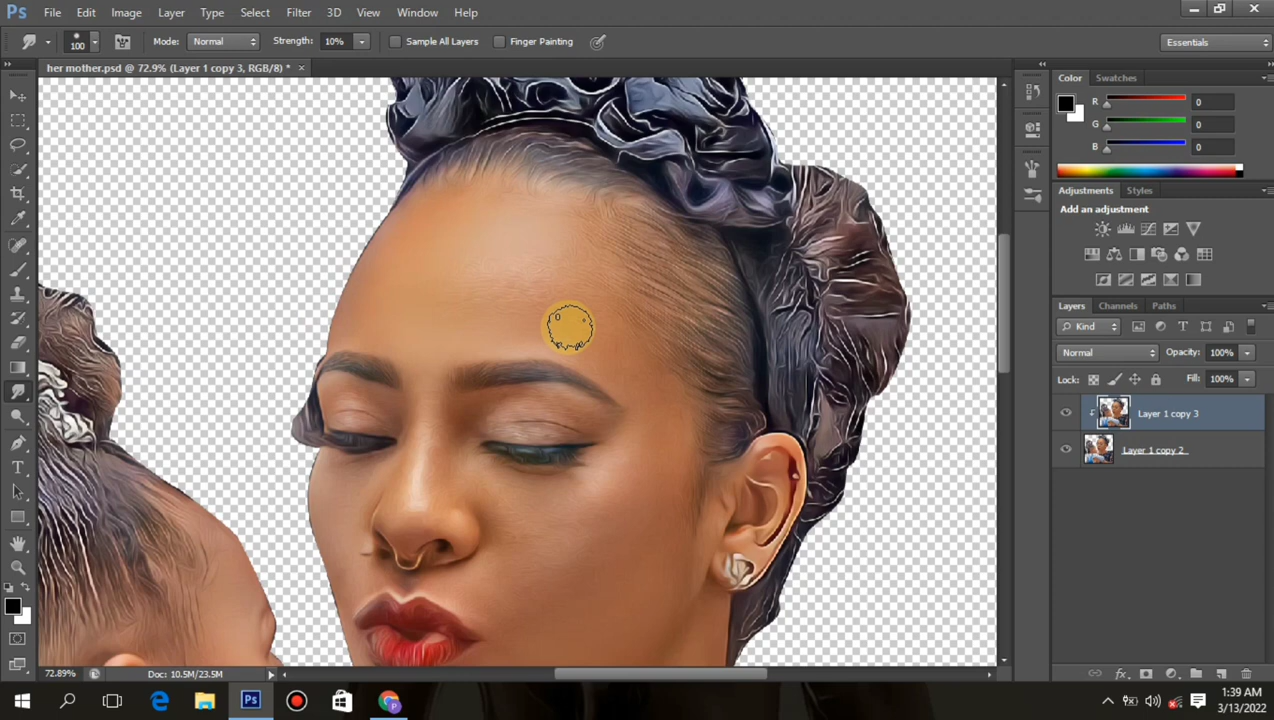 Ps File Edit Image Layer Type Select Filter 3D View Window Help
100 Mode: Normal Strength: 10% Sample All Layers Finger Painting Essentials
her mother.psd @ 72.9% (Layer 1 copy 3, RGB/8) * ×
Color Swatches
R 0
G 0
B 0
Adjustments Styles
Add an adjustment
Layers Channels Paths
Kind
Normal Opacity: 100%
Lock: Fill: 100%
Layer 1 copy 3
Layer 1 copy 2
72.89% Doc: 10.5M/23.5M
1:39 AM
3/13/2022